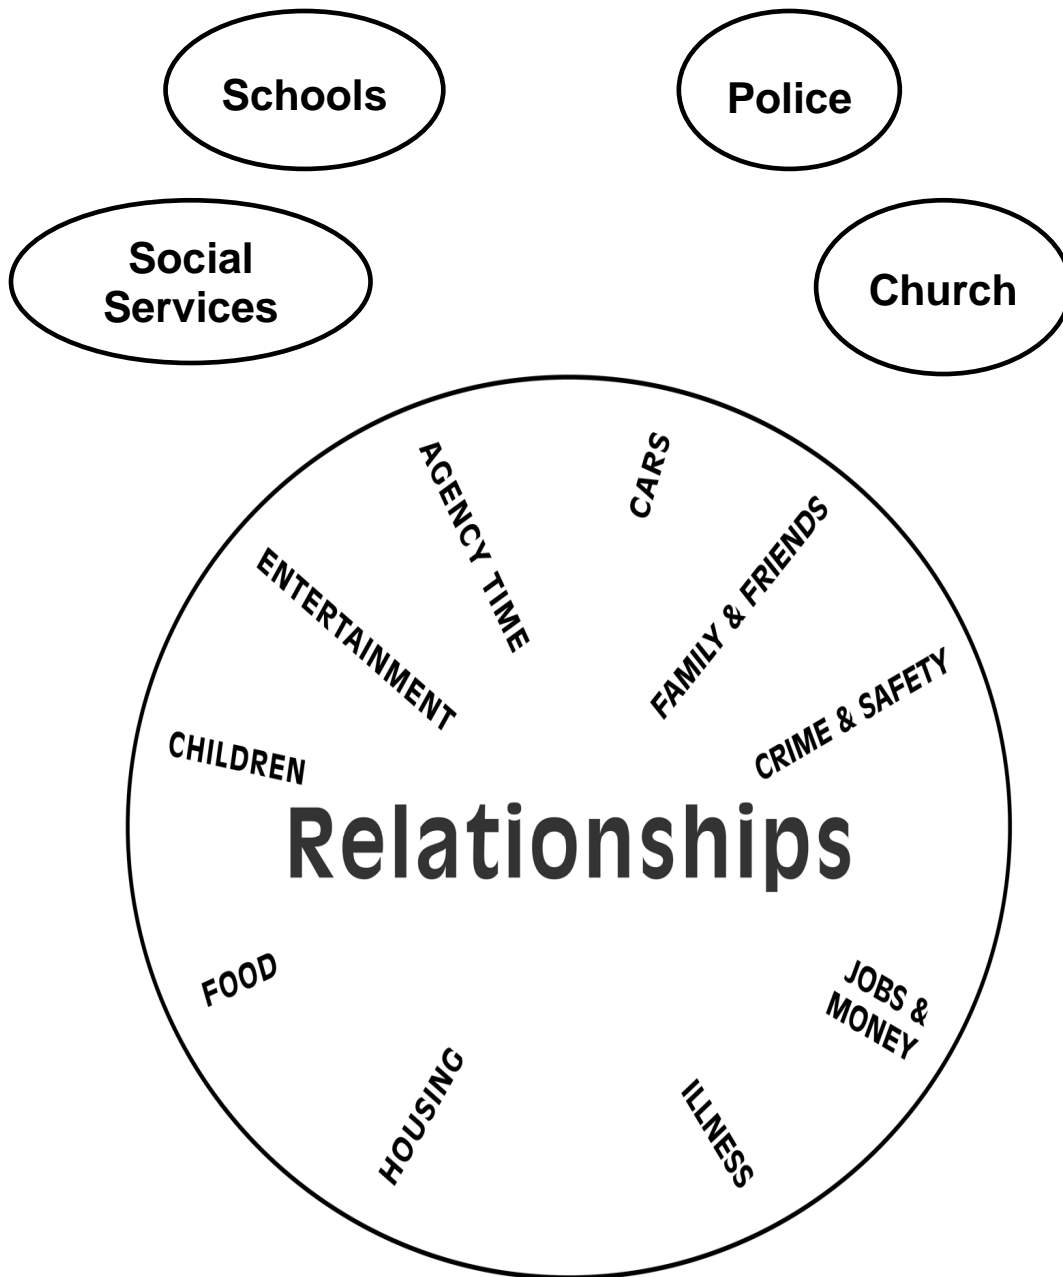 Schools
Police
Social
Services
Church
AGENCY TIME
CARS
ENTERTAINMENT
FAMILY & FRIENDS
CRIME & SAFETY
CHILDREN
Relationships
FOOD
JOBS &
MONEY
HOUSING
ILLNESS